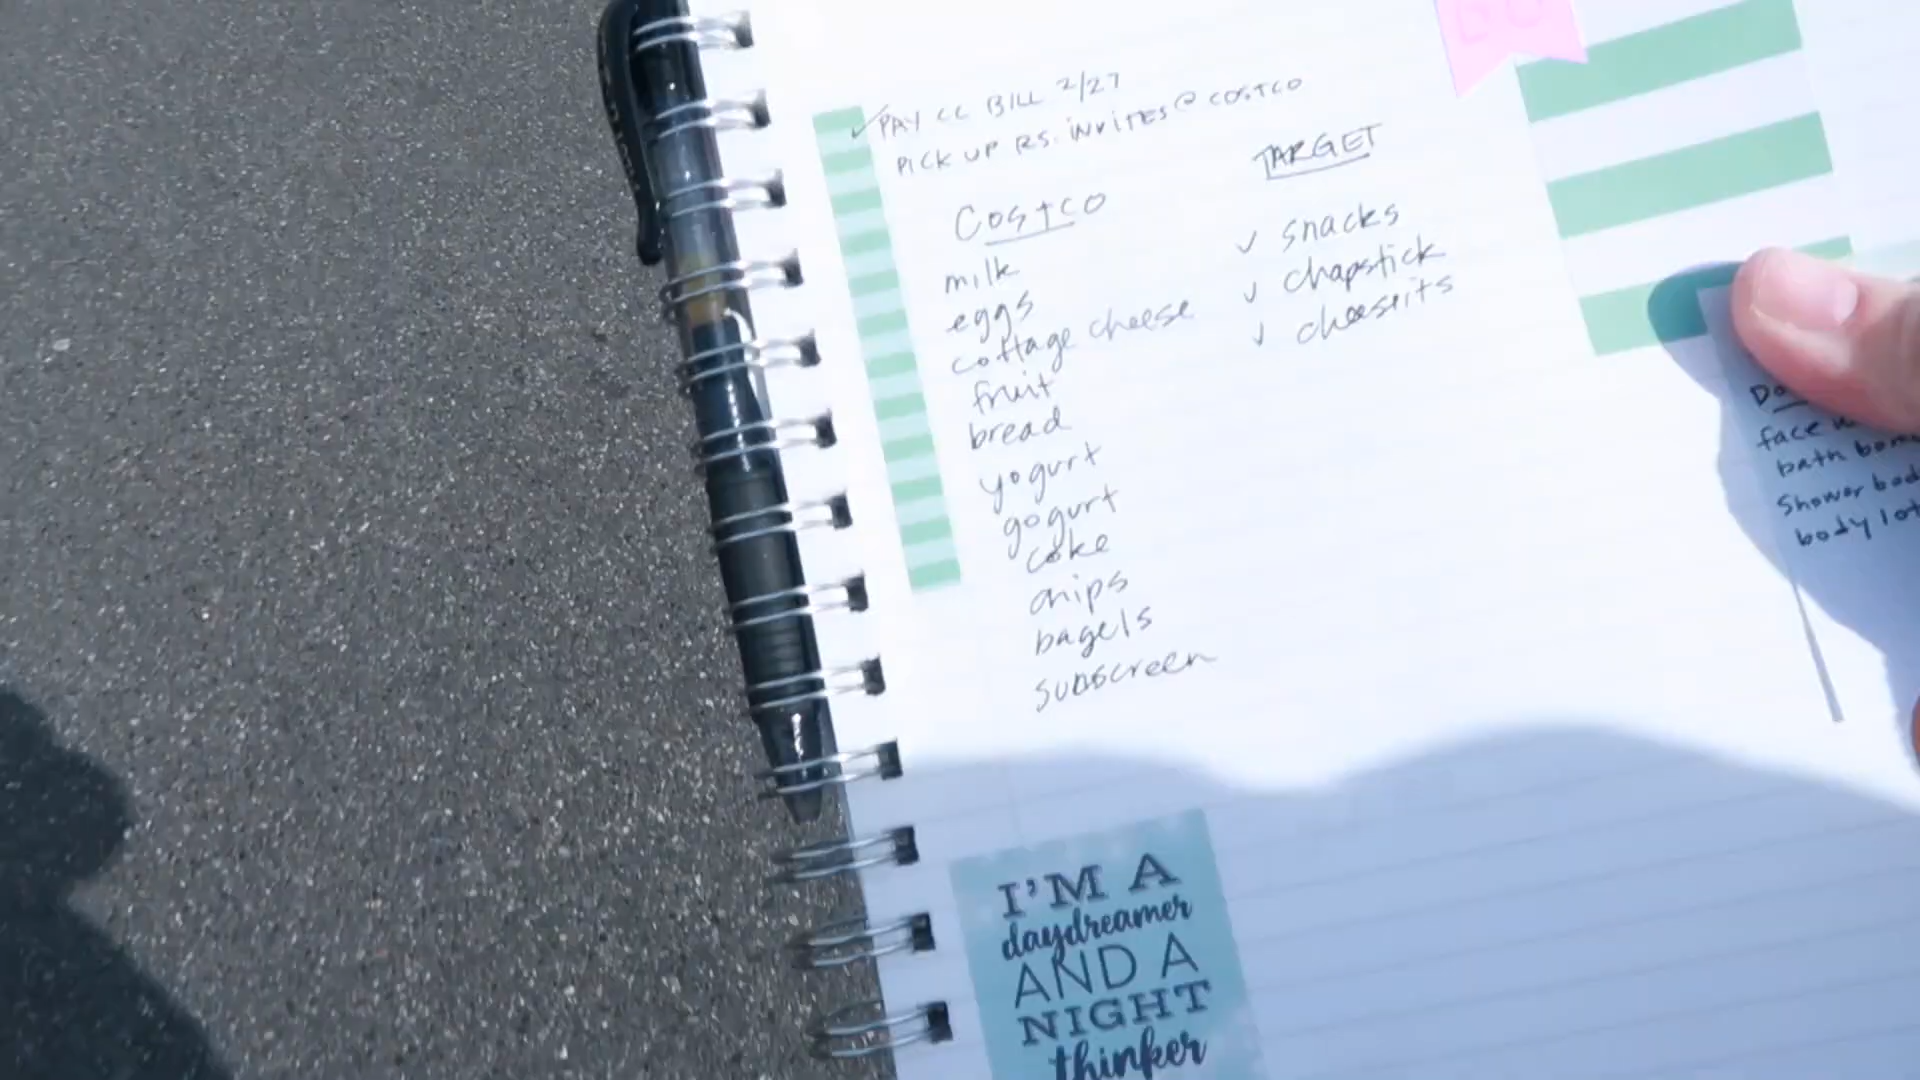 DO
✓ PAY CC BILL 2/27
PICK UP RS. INVITES @ COSTCO
COSTCO
milk
eggs
cottage cheese
fruit
bread
yogurt
gogurt
coke
chips
bagels
sunscreen
TARGET
✓ snacks
✓ chapstick
✓ cheesits
face
bath
Shower
body
I'M A
daydreamer
AND A
NIGHT
thinker